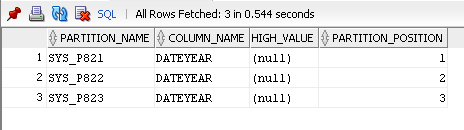 SQL | All Rows Fetched: 3 in 0.544 seconds
PARTITION_NAME COLUMN_NAME HIGH_VALUE PARTITION_POSITION
1 SYS_P821 DATEYEAR (null) 1
2 SYS_P822 DATEYEAR (null) 2
3 SYS_P823 DATEYEAR (null) 3